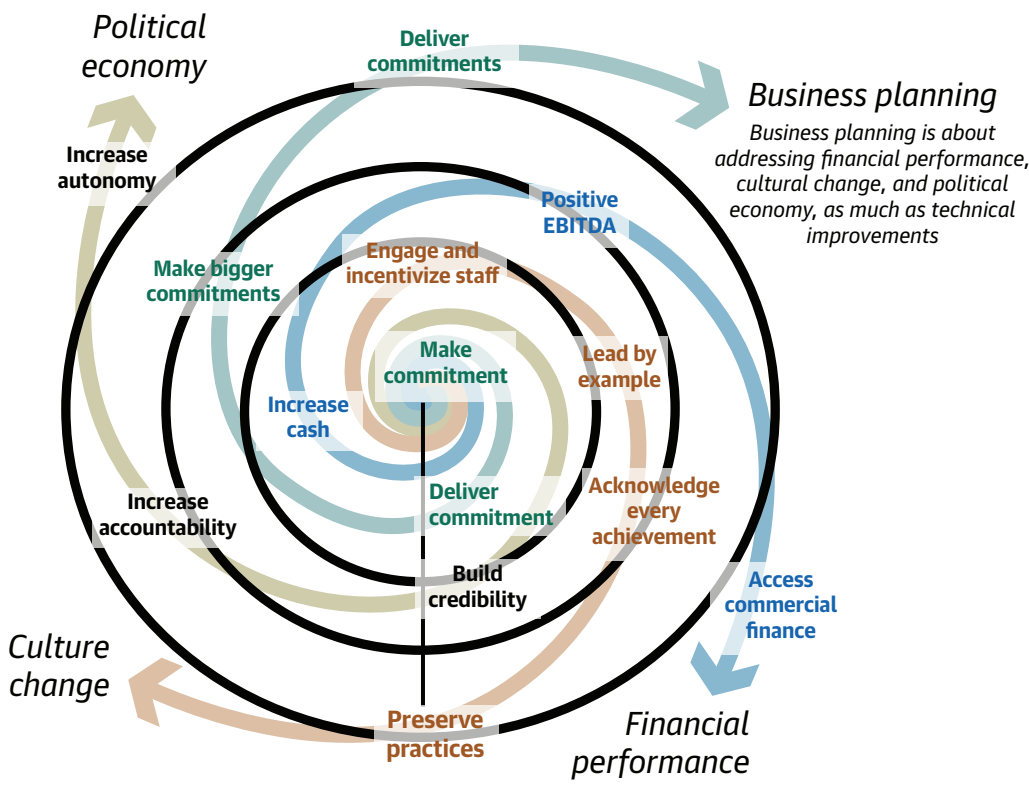 Political
economy
Deliver
commitments
Business planning
Business planning is about
addressing financial performance,
cultural change, and political
economy, as much as technical
improvements
Increase
autonomy
Positive
EBITDA
Engage and
incentivize staff
Make bigger
commitments
Make
commitment
Lead by
example
Increase
cash
Deliver
commitment
Acknowledge
every
achievement
Increase
accountability
Build
credibility
Access
commercial
finance
Culture
change
Preserve
practices
Financial
performance